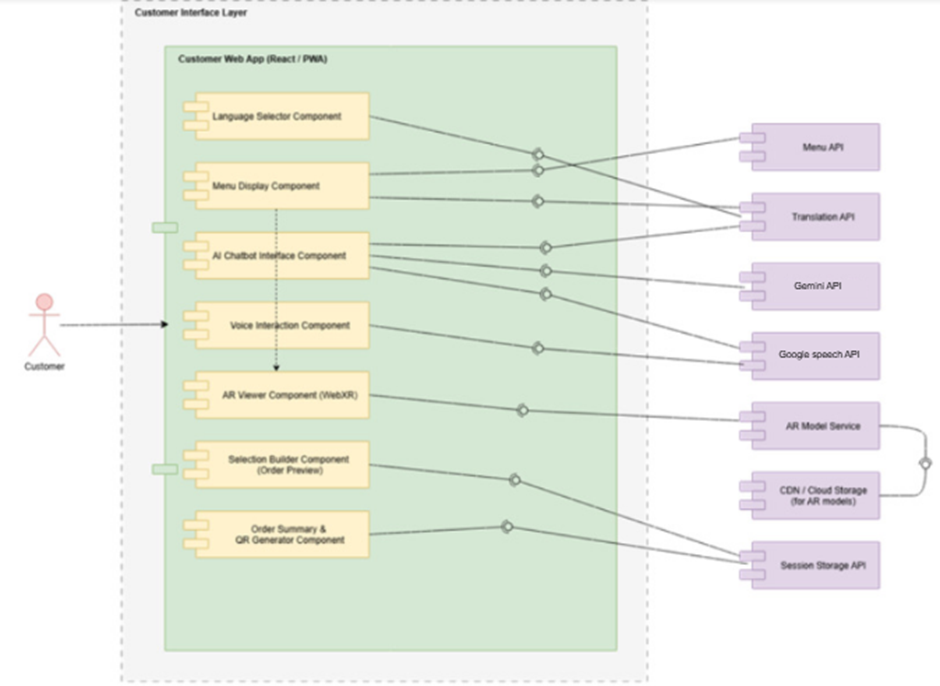 Customer Interface Layer
Customer Web App (React / PWA)
Language Selector Component
Menu Display Component
AI Chatbot Interface Component
Voice Interaction Component
AR Viewer Component (WebXR)
Selection Builder Component
(Order Preview)
Order Summary &
QR Generator Component
Customer
Menu API
Translation API
Gemini API
Google speech API
AR Model Service
CDN / Cloud Storage
(for AR models)
Session Storage API